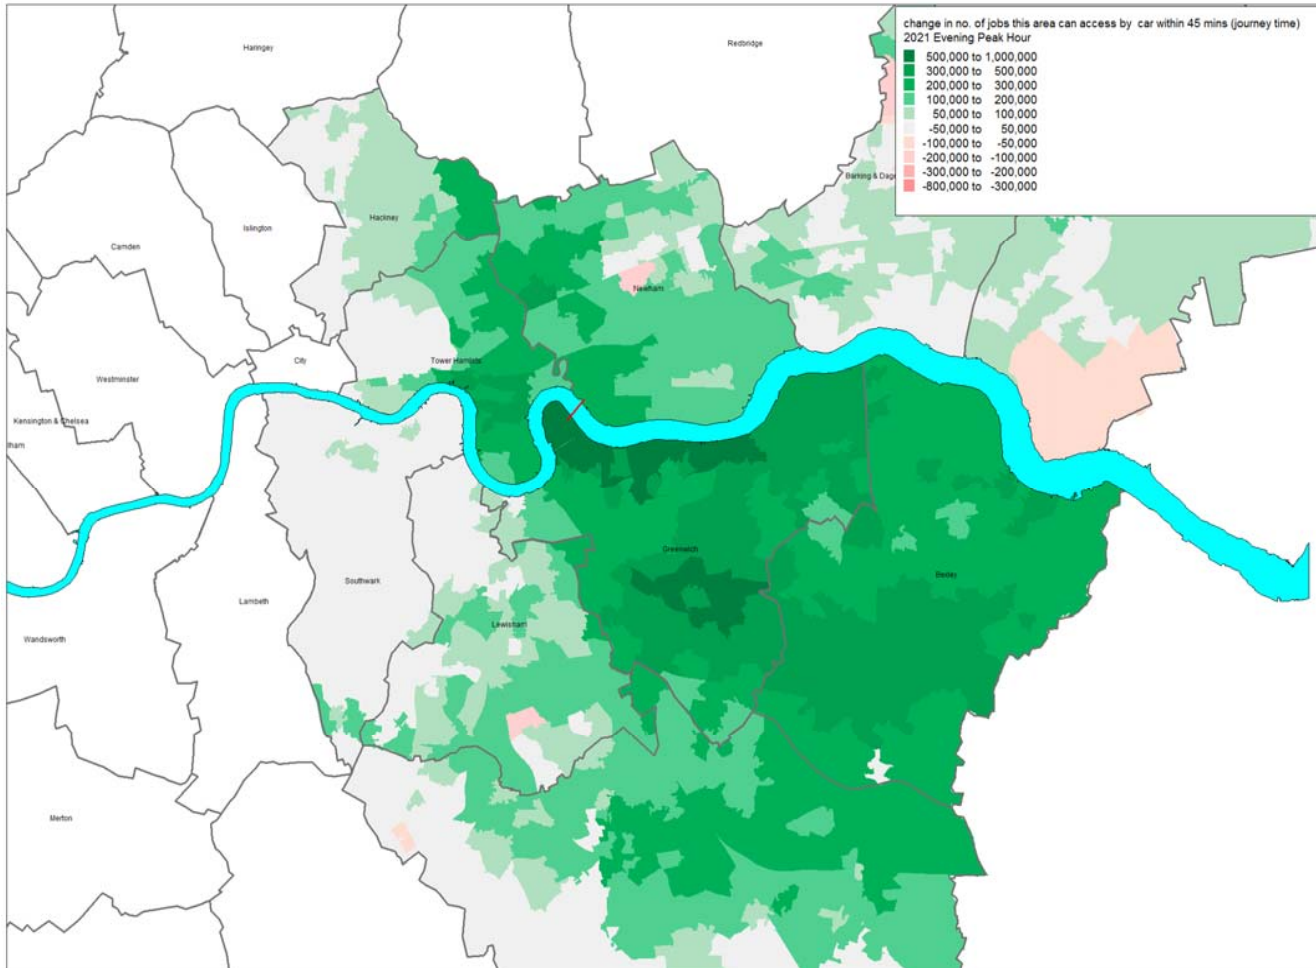 change in no. of jobs this area can access by car within 45 mins (journey time)
2021 Evening Peak Hour
500,000 to 1,000,000
300,000 to 500,000
200,000 to 300,000
100,000 to 200,000
50,000 to 100,000
-50,000 to 50,000
-100,000 to -50,000
-200,000 to -100,000
-300,000 to -200,000
-800,000 to -300,000
Haringey
Redbridge
Barning & Dage
Hackney
Islington
Camden
Newham
City
Tower Hamlets
Westminster
Kensington & Chelsea
lham
Greenwich
Bexley
Southwark
Lambeth
Lewisham
Wandsworth
Merton